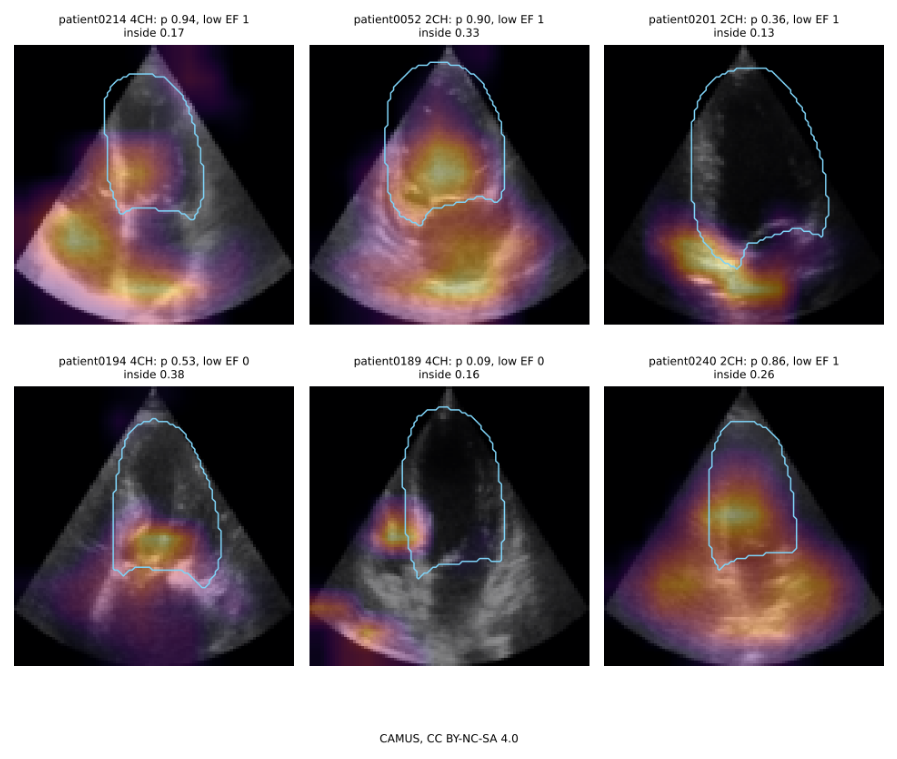 patient0214 4CH: p 0.94, low EF 1
inside 0.17
patient0052 2CH: p 0.90, low EF 1
inside 0.33
patient0201 2CH: p 0.36, low EF 1
inside 0.13
patient0194 4CH: p 0.53, low EF 0
inside 0.38
patient0189 4CH: p 0.09, low EF 0
inside 0.16
patient0240 2CH: p 0.86, low EF 1
inside 0.26
CAMUS, CC BY-NC-SA 4.0